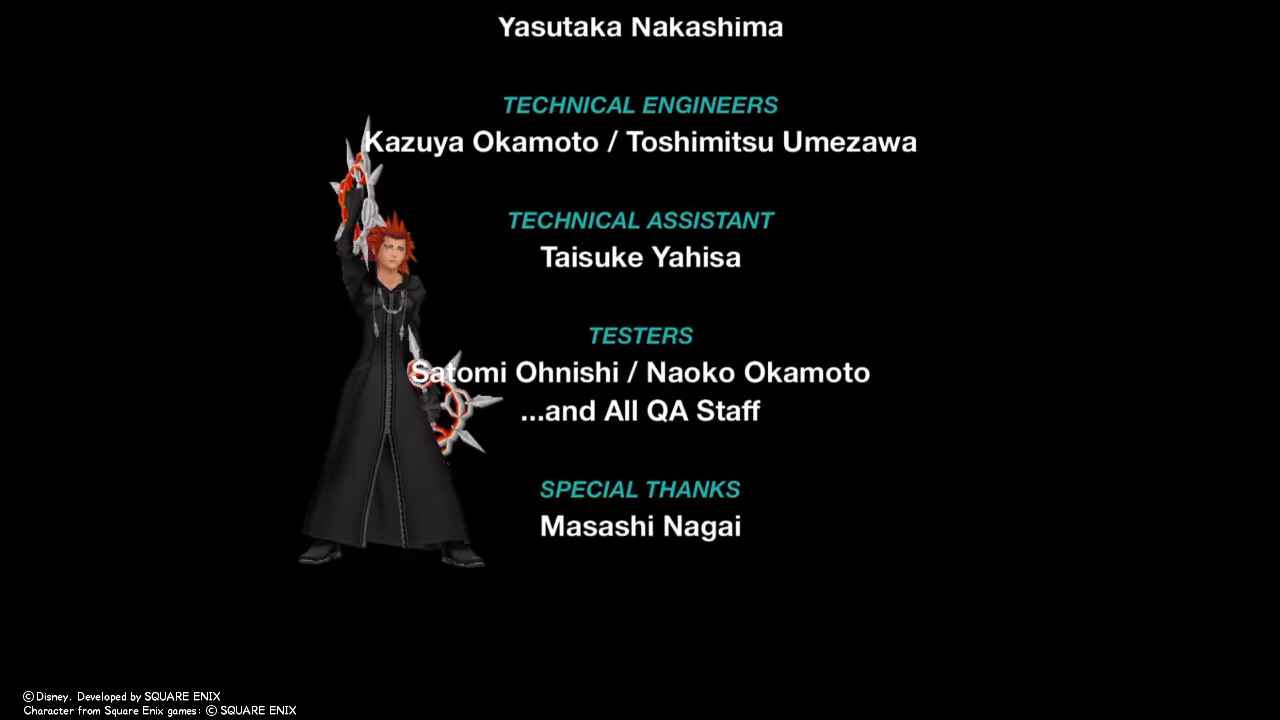 Yasutaka Nakashima
TECHNICAL ENGINEERS
Kazuya Okamoto / Toshimitsu Umezawa
TECHNICAL ASSISTANT
Taisuke Yahisa
TESTERS
Satomi Ohnishi / Naoko Okamoto
...and All QA Staff
SPECIAL THANKS
Masashi Nagai
©Disney. Developed by SQUARE ENIX
Character from Square Enix games: © SQUARE ENIX